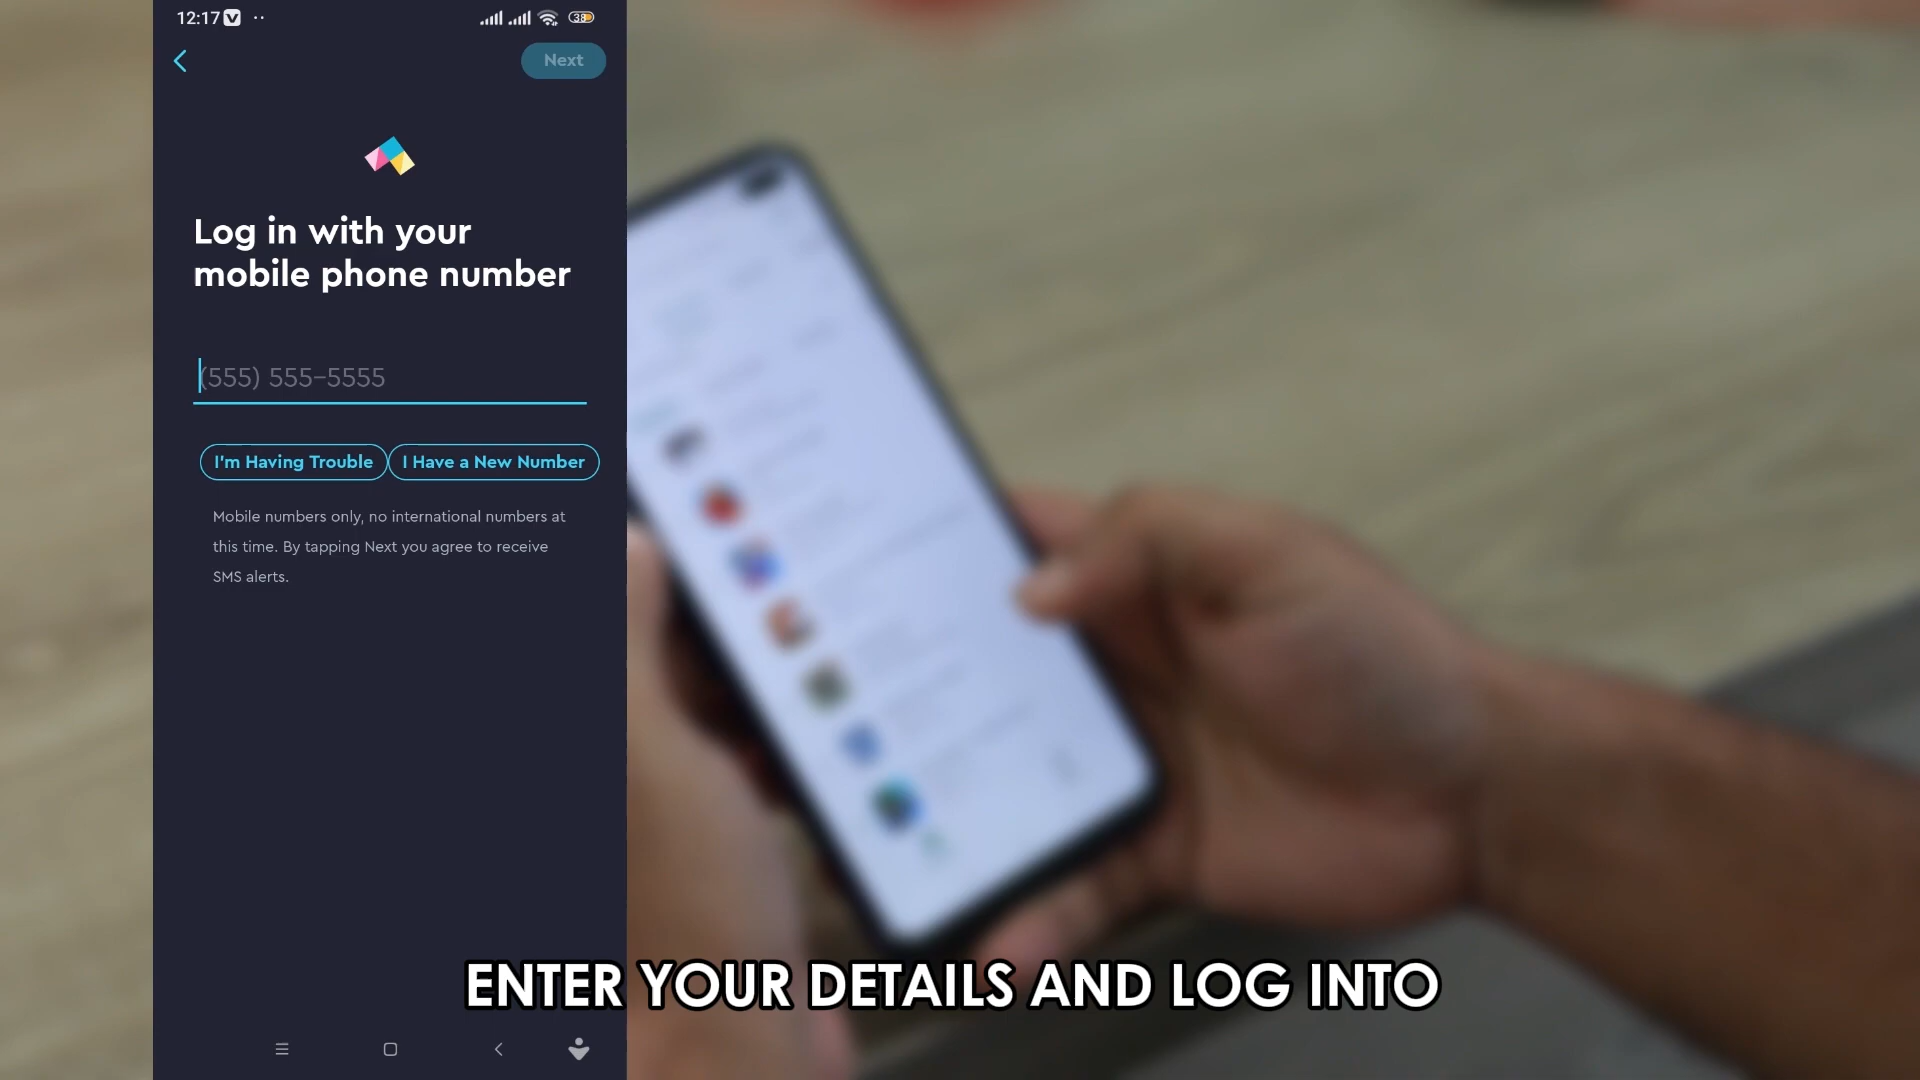 12:17
38
Next
Log in with your
mobile phone number
(555) 555-5555
I'm Having Trouble
I Have a New Number
Mobile numbers only, no international numbers at
this time. By tapping Next you agree to receive
SMS alerts.
ENTER YOUR DETAILS AND LOG INTO